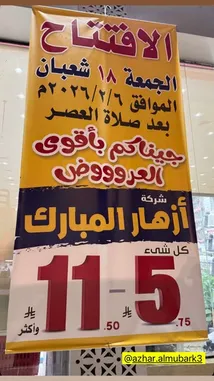 الافتتاح
الجمعة ١٨ شعبان
الموافق ٢٠٢٦/٢/٦م
بعد صلاة العصر
جيناكم بأقوى
العروووض
شركة
أزهار المبارك
كل شيء
11 - 5
وأكثر .50 .75
@azhar.almubark3